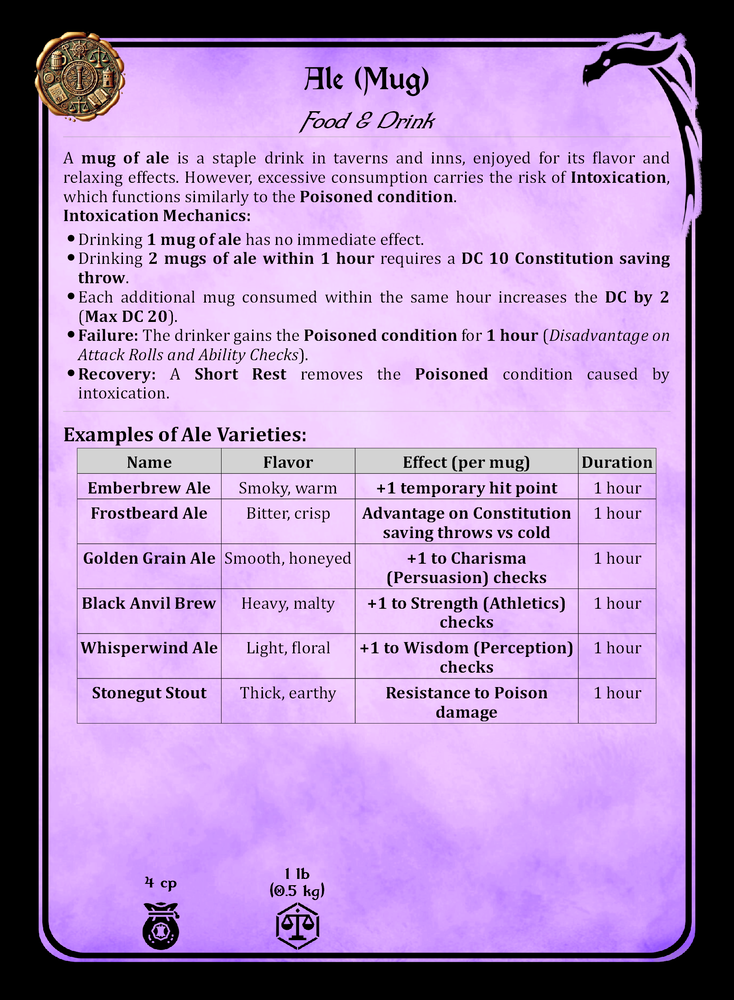 Ale (Mug)
Food & Drink
A mug of ale is a staple drink in taverns and inns, enjoyed for its flavor and
relaxing effects. However, excessive consumption carries the risk of Intoxication,
which functions similarly to the Poisoned condition.
Intoxication Mechanics:
• Drinking 1 mug of ale has no immediate effect.
• Drinking 2 mugs of ale within 1 hour requires a DC 10 Constitution saving
throw.
• Each additional mug consumed within the same hour increases the DC by 2
(Max DC 20).
• Failure: The drinker gains the Poisoned condition for 1 hour (Disadvantage on
Attack Rolls and Ability Checks).
• Recovery: A Short Rest removes the Poisoned condition caused by
intoxication.
Examples of Ale Varieties:
Name Flavor Effect (per mug) Duration
Emberbrew Ale Smoky, warm +1 temporary hit point 1 hour
Frostbeard Ale Bitter, crisp Advantage on Constitution 1 hour
saving throws vs cold
Golden Grain Ale Smooth, honeyed +1 to Charisma 1 hour
(Persuasion) checks
Black Anvil Brew Heavy, malty +1 to Strength (Athletics) 1 hour
checks
Whisperwind Ale Light, floral +1 to Wisdom (Perception) 1 hour
checks
Stonegut Stout Thick, earthy Resistance to Poison 1 hour
damage
4 cp
1 lb
(0.5 kg)